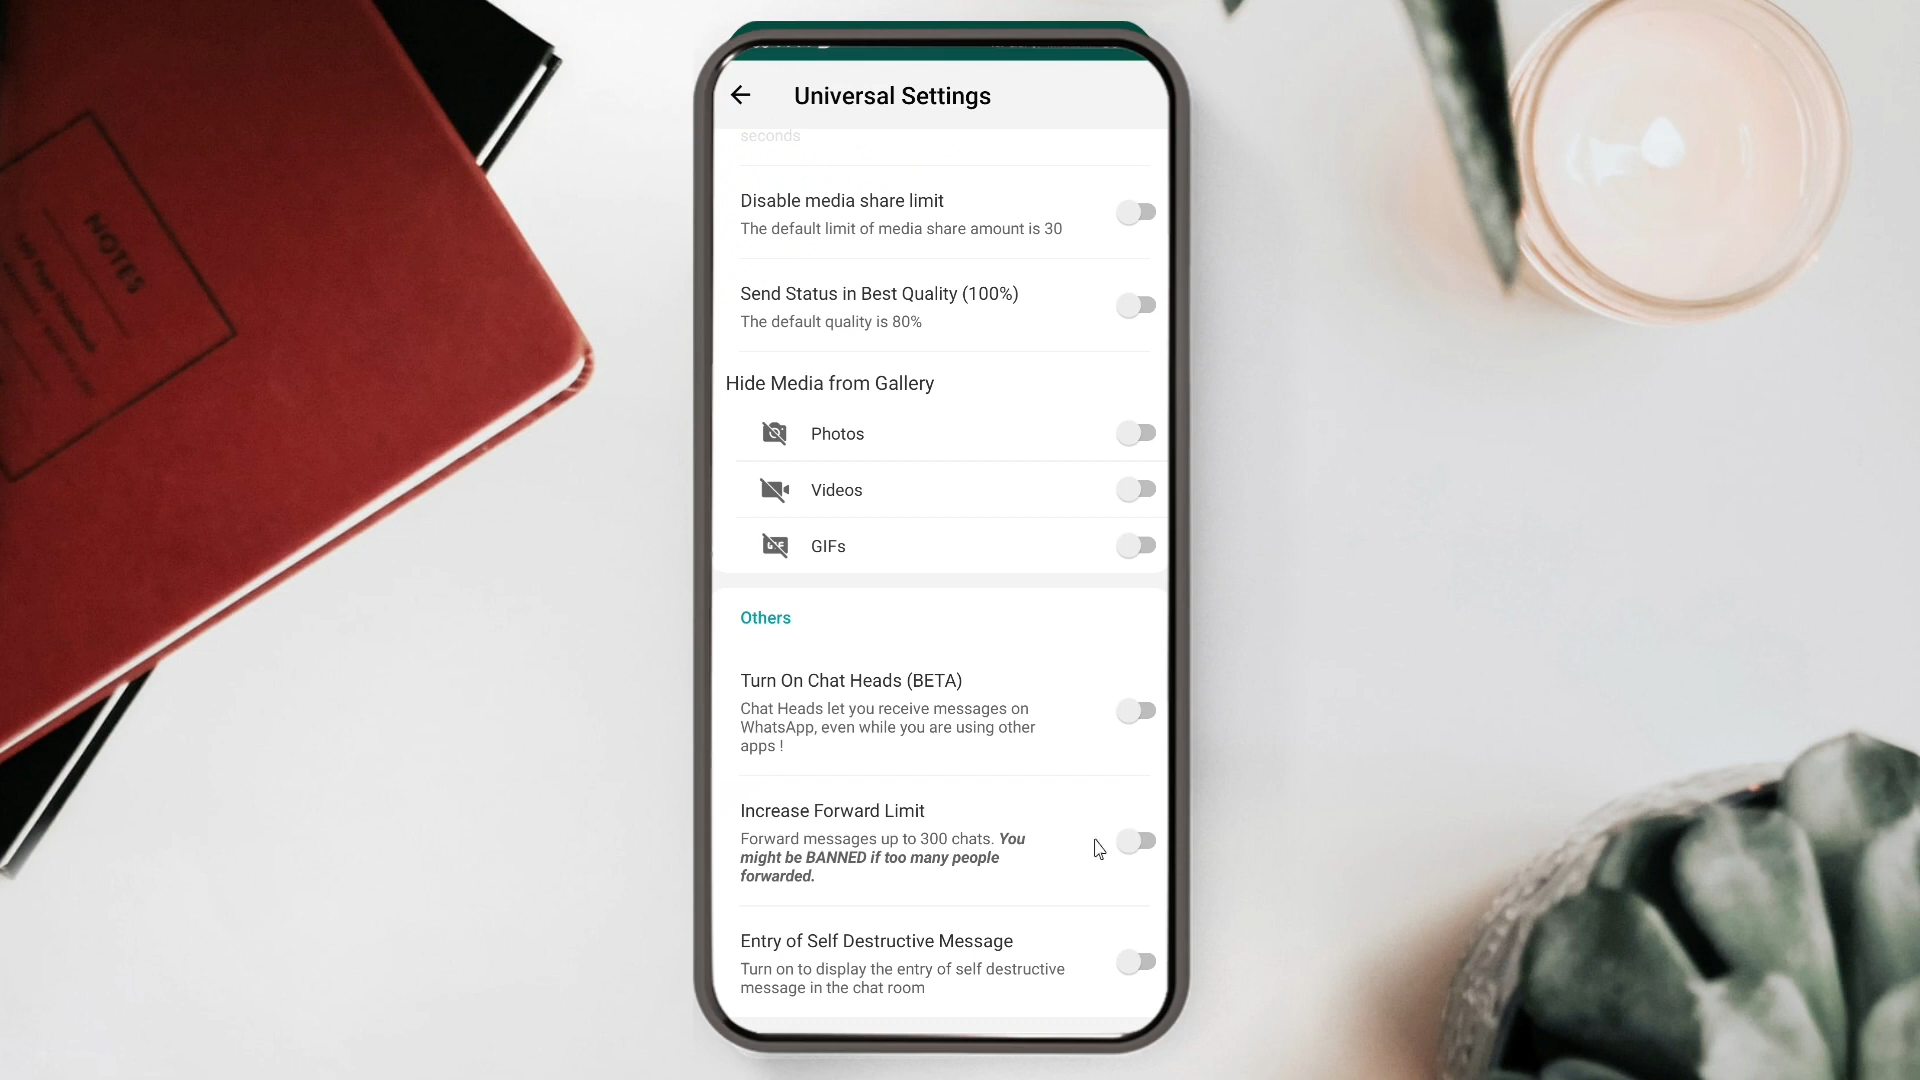 Universal Settings
seconds
Disable media share limit
The default limit of media share amount is 30
Send Status in Best Quality (100%)
The default quality is 80%
Hide Media from Gallery
Photos
Videos
GIFs
Others
Turn On Chat Heads (BETA)
Chat Heads let you receive messages on
WhatsApp, even while you are using other
apps !
Increase Forward Limit
Forward messages up to 300 chats. You
might be BANNED if too many people
forwarded.
Entry of Self Destructive Message
Turn on to display the entry of self destructive
message in the chat room
NOTES